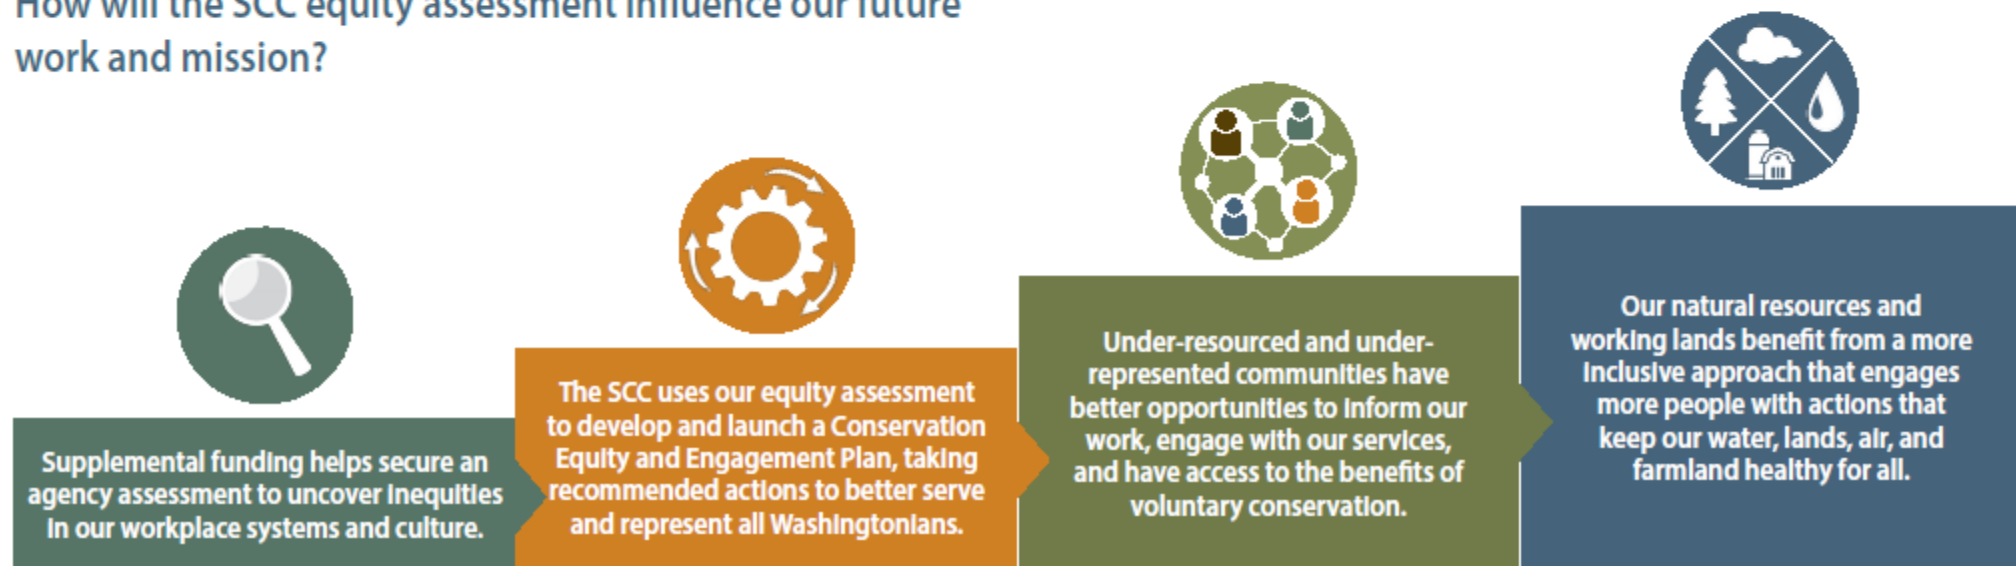 How will the SCC equity assessment influence our future
work and mission?
Supplemental funding helps secure an
agency assessment to uncover inequities
in our workplace systems and culture.
The SCC uses our equity assessment
to develop and launch a Conservation
Equity and Engagement Plan, taking
recommended actions to better serve
and represent all Washingtonians.
Under-resourced and under-
represented communities have
better opportunities to inform our
work, engage with our services,
and have access to the benefits of
voluntary conservation.
Our natural resources and
working lands benefit from a more
inclusive approach that engages
more people with actions that
keep our water, lands, air, and
farmland healthy for all.